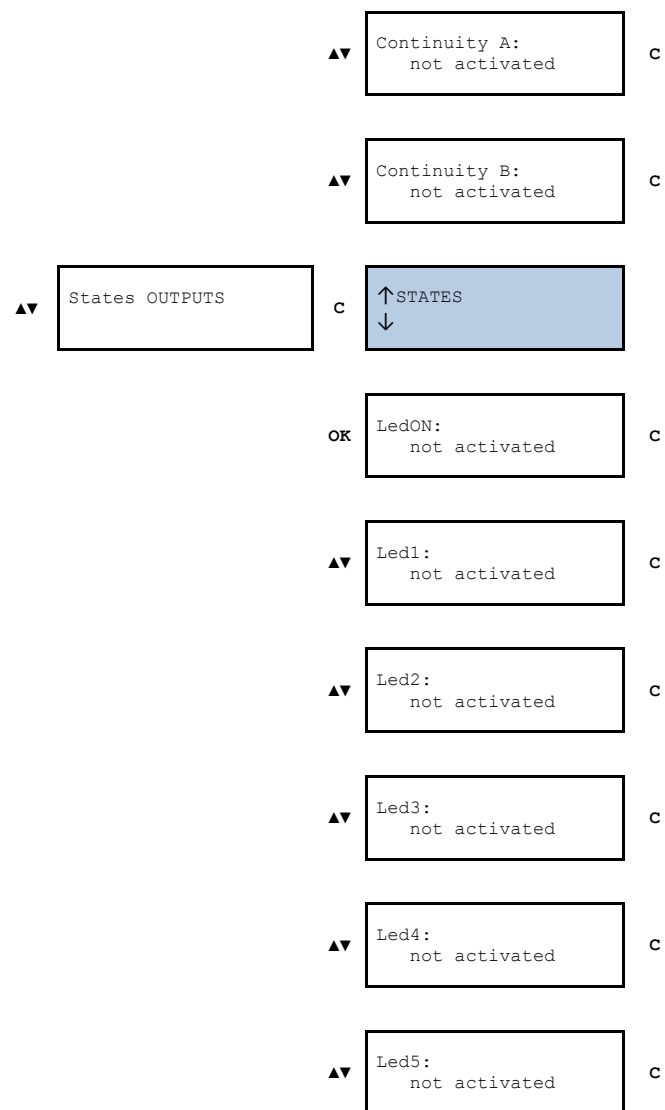 ▲▼ Continuity A: C
not activated
▲▼ Continuity B: C
not activated
▲▼ States OUTPUTS C ↑STATES
↓
OK LedON: C
not activated
▲▼ Led1: C
not activated
▲▼ Led2: C
not activated
▲▼ Led3: C
not activated
▲▼ Led4: C
not activated
▲▼ Led5: C
not activated